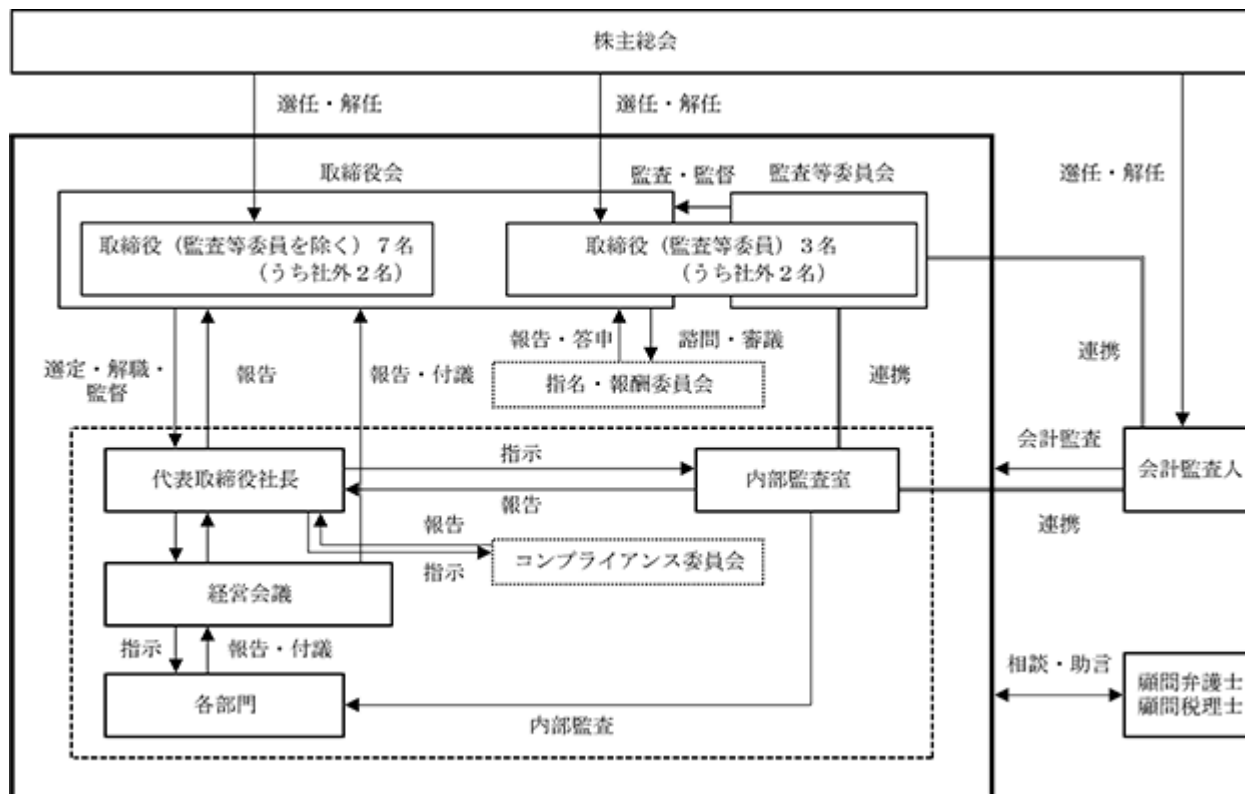 株主総会
選任・解任
選任・解任
選任・解任
取締役会
監査・監督
監査等委員会
取締役（監査等委員を除く）７名
（うち社外２名）
取締役（監査等委員）３名
（うち社外２名）
選定・解職・
監督
報告
報告・付議
報告・答申
諮問・審議
指名・報酬委員会
連携
連携
代表取締役社長
指示
報告
内部監査室
会計監査
会計監査人
連携
報告
指示
コンプライアンス委員会
経営会議
指示
報告・付議
各部門
内部監査
相談・助言
顧問弁護士
顧問税理士